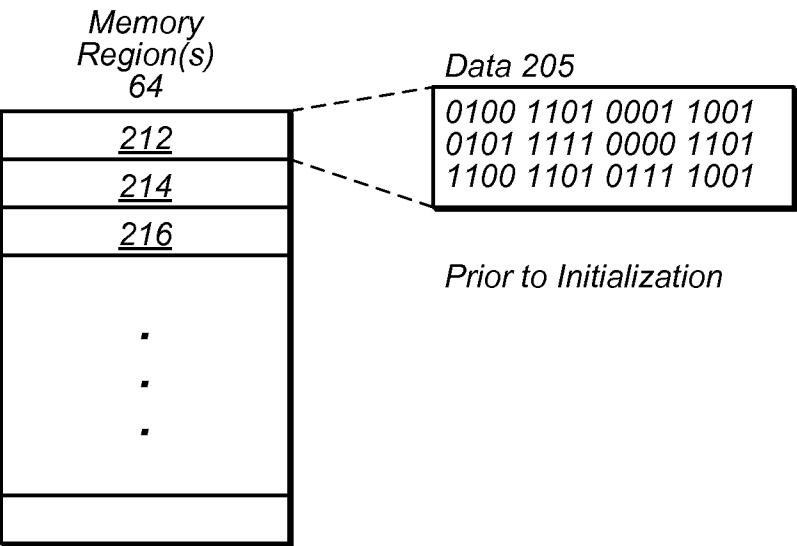 Memory
Region(s)
64
Data 205
212
0100 1101 0001 1001
0101 1111 0000 1101
1100 1101 0111 1001
214
216
Prior to Initialization